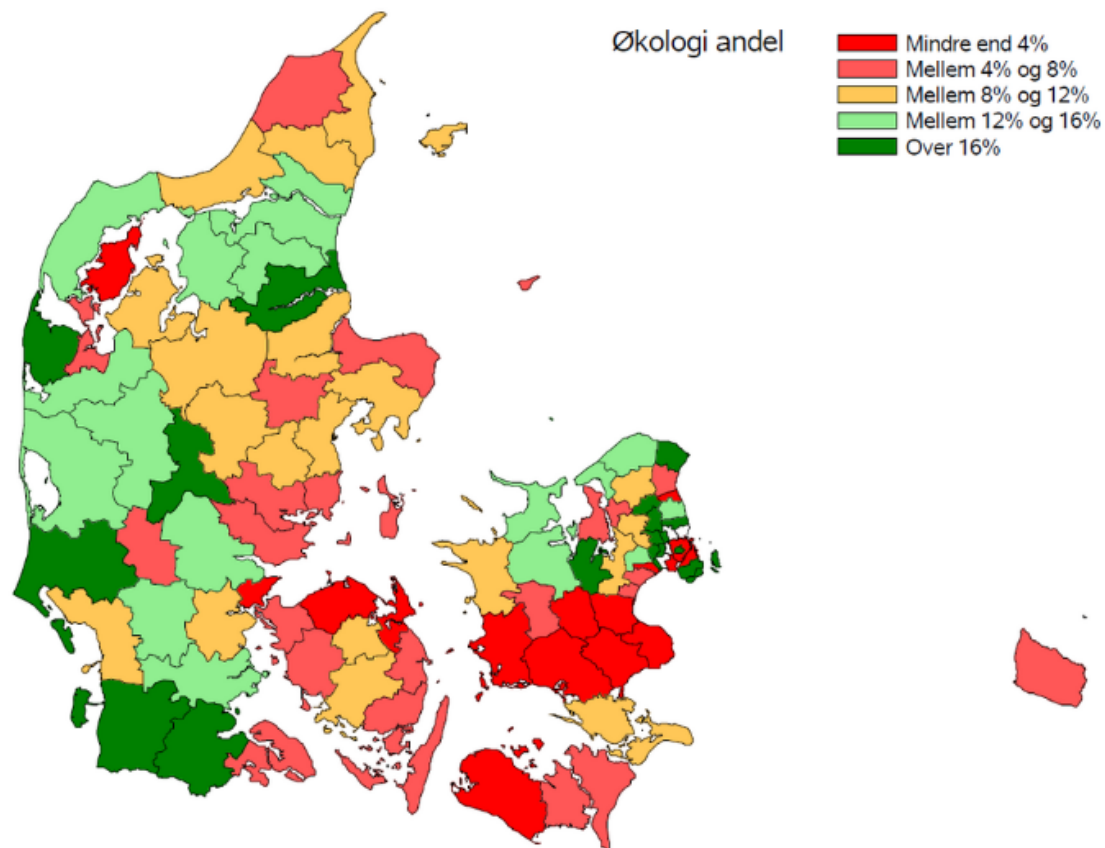 Økologi andel
Mindre end 4%
Mellem 4% og 8%
Mellem 8% og 12%
Mellem 12% og 16%
Over 16%